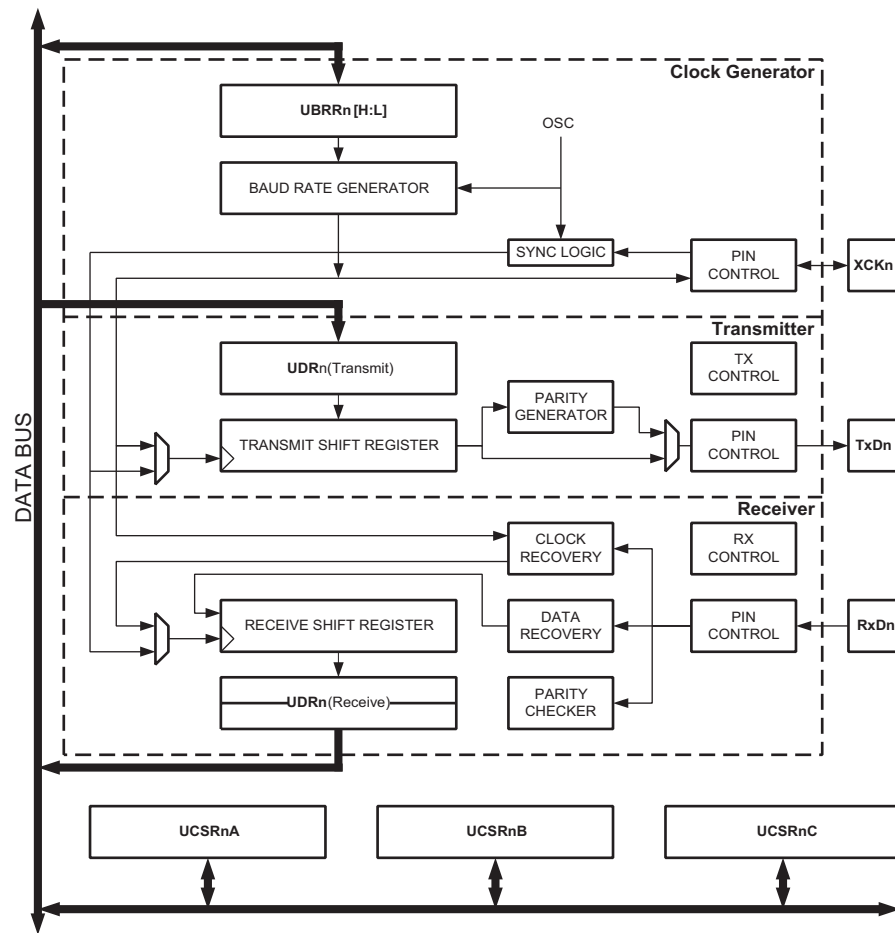 Clock Generator
UBRRn [H:L]
OSC
BAUD RATE GENERATOR
SYNC LOGIC
PIN
CONTROL
XCKn
Transmitter
UDRn(Transmit)
TX
CONTROL
PARITY
GENERATOR
TRANSMIT SHIFT REGISTER
PIN
CONTROL
TxDn
DATA BUS
Receiver
CLOCK
RECOVERY
RX
CONTROL
RECEIVE SHIFT REGISTER
DATA
RECOVERY
PIN
CONTROL
RxDn
UDRn(Receive)
PARITY
CHECKER
UCSRnA
UCSRnB
UCSRnC